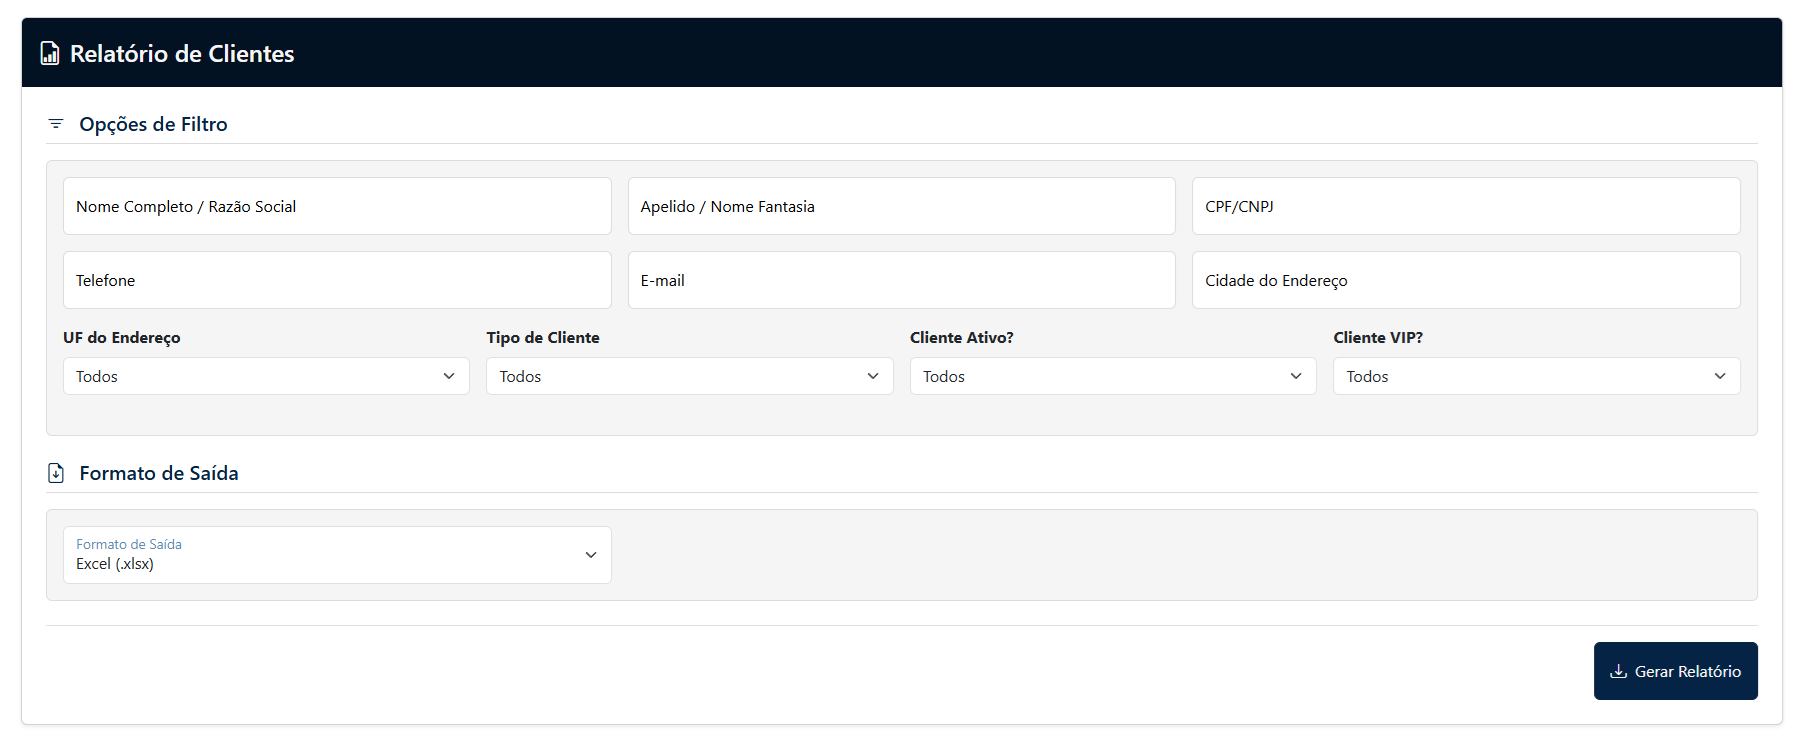 Relatório de Clientes
Opções de Filtro
Nome Completo / Razão Social
Apelido / Nome Fantasia
CPF/CNPJ
Telefone
E-mail
Cidade do Endereço
UF do Endereço
Tipo de Cliente
Cliente Ativo?
Cliente VIP?
Todos
Todos
Todos
Todos
Formato de Saída
Formato de Saída
Excel (.xlsx)
Gerar Relatório